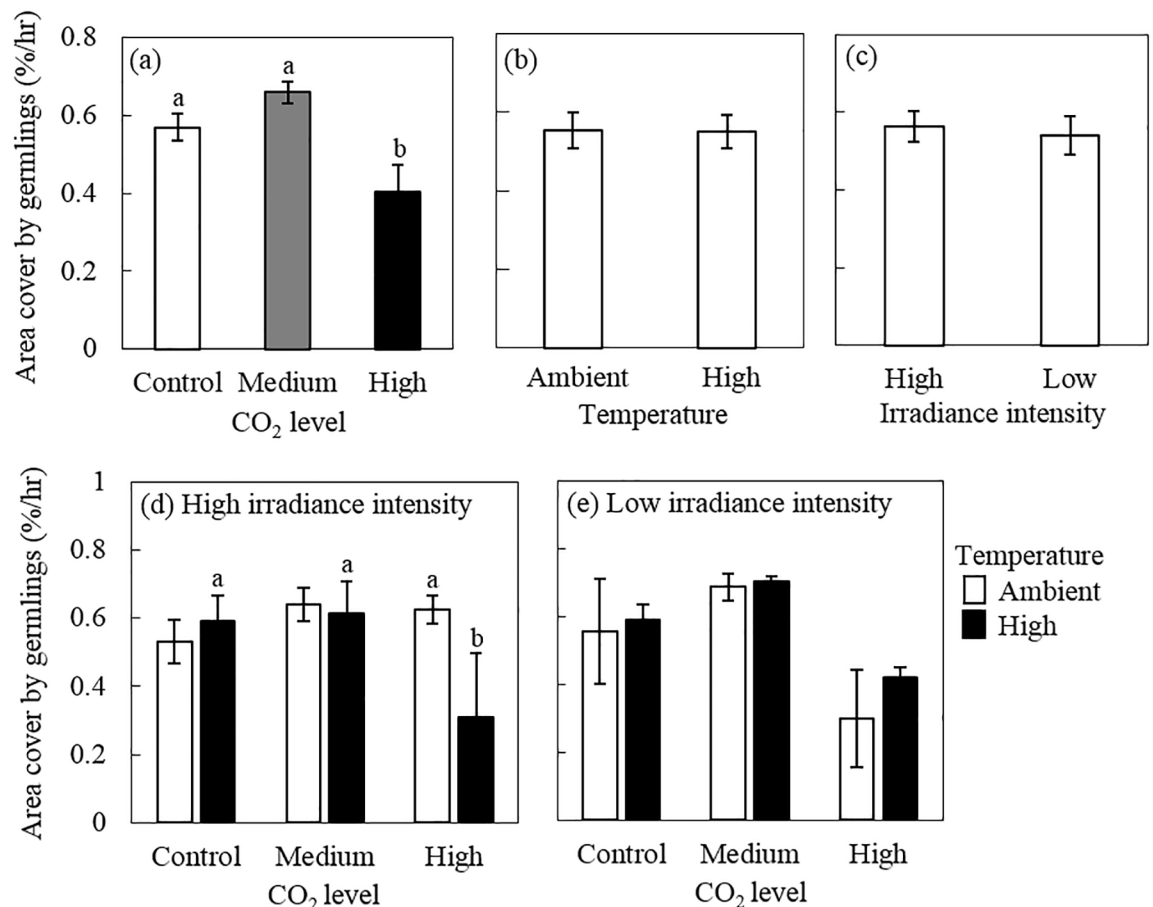 Area cover by germlings (%/hr)
0.8
0.6
0.4
0.2
0
(a)
a
a
b
Control Medium High
CO₂ level
(b)
Ambient High
Temperature
(c)
High Low
Irradiance intensity
Area cover by germlings (%/hr)
1
0.8
0.6
0.4
0.2
0
(d) High irradiance intensity
a a a
b
Control Medium High
CO₂ level
(e) Low irradiance intensity
Control Medium High
CO₂ level
Temperature
Ambient
High